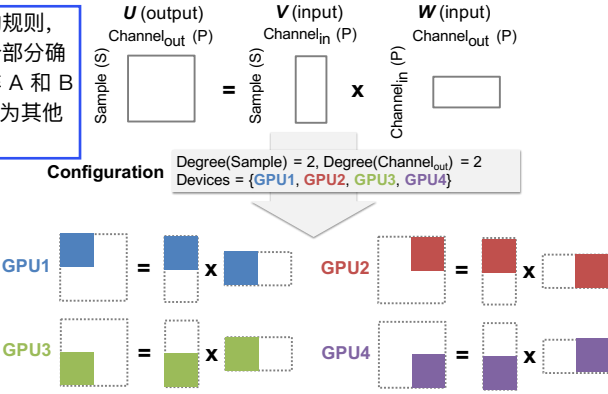 规则,
部分确
A 和 B
为其他
U (output)
V (input)
W (input)
Channelout (P)
Channelin (P)
Channelout (P)
Sample (S)
=
Sample (S)
x
Channelin (P)
Configuration
Degree(Sample) = 2, Degree(Channelout) = 2
Devices = {GPU1, GPU2, GPU3, GPU4}
GPU1
=
x
GPU2
=
x
GPU3
=
x
GPU4
=
x